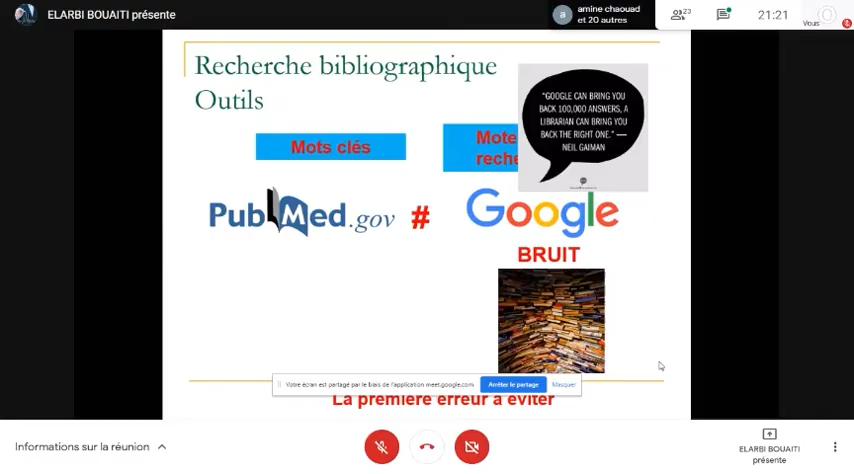 ELARBI BOUAITI présente
a
amine chaouad
et 20 autres
23
21:21
Vous
Recherche bibliographique
Outils
Mots clés
Mote
reche
"GOOGLE CAN BRING YOU
BACK 100,000 ANSWERS, A
LIBRARIAN CAN BRING YOU
BACK THE RIGHT ONE." —
NEIL GAIMAN
PubMed.gov
#
Google
BRUIT
Votre écran est partagé par le biais de l'application meet.google.com
Arrêter le partage
Masquer
La première erreur à éviter
Informations sur la réunion
ELARBI BOUAITI
présente